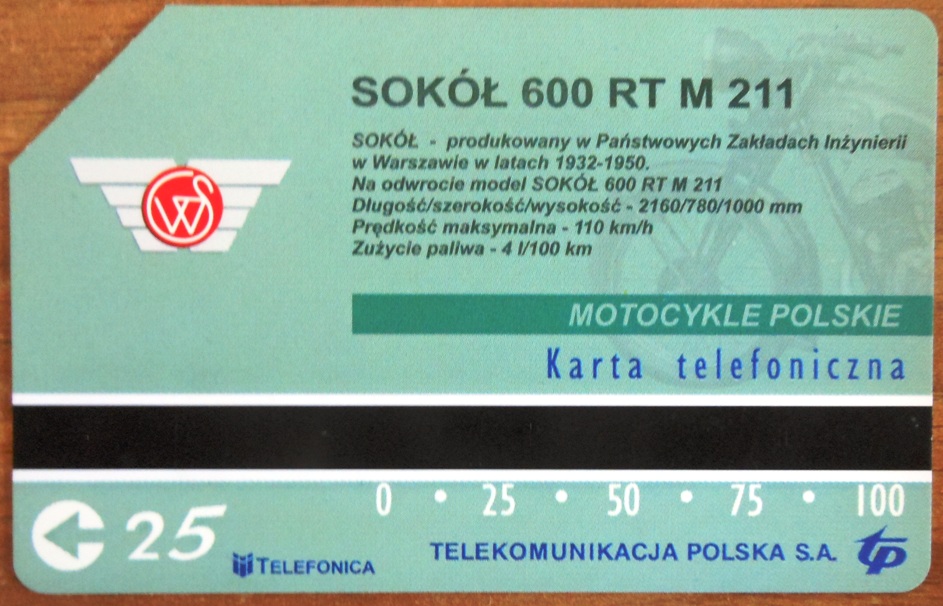 SOKÓŁ 600 RT M 211
SOKÓŁ - produkowany w Państwowych Zakładach Inżynierii
w Warszawie w latach 1932-1950.
Na odwrocie model SOKÓŁ 600 RT M 211
Długość/szerokość/wysokość - 2160/780/1000 mm
Prędkość maksymalna - 110 km/h
Zużycie paliwa - 4 l/100 km
MOTOCYKLE POLSKIE
Karta telefoniczna
0 • 25 • 50 • 75 • 100
25
TELEFONICA
TELEKOMUNIKACJA POLSKA S.A.
tp